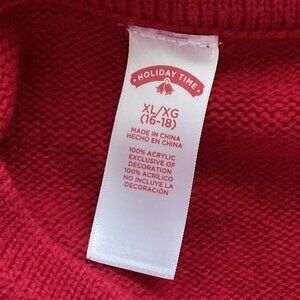 • HOLIDAY TIME •
XL/XG
(16-18)
MADE IN CHINA
HECHO EN CHINA
100% ACRYLIC
EXCLUSIVE OF
DECORATION
100% ACRÍLICO
NO INCLUYE LA
DECORACIÓN